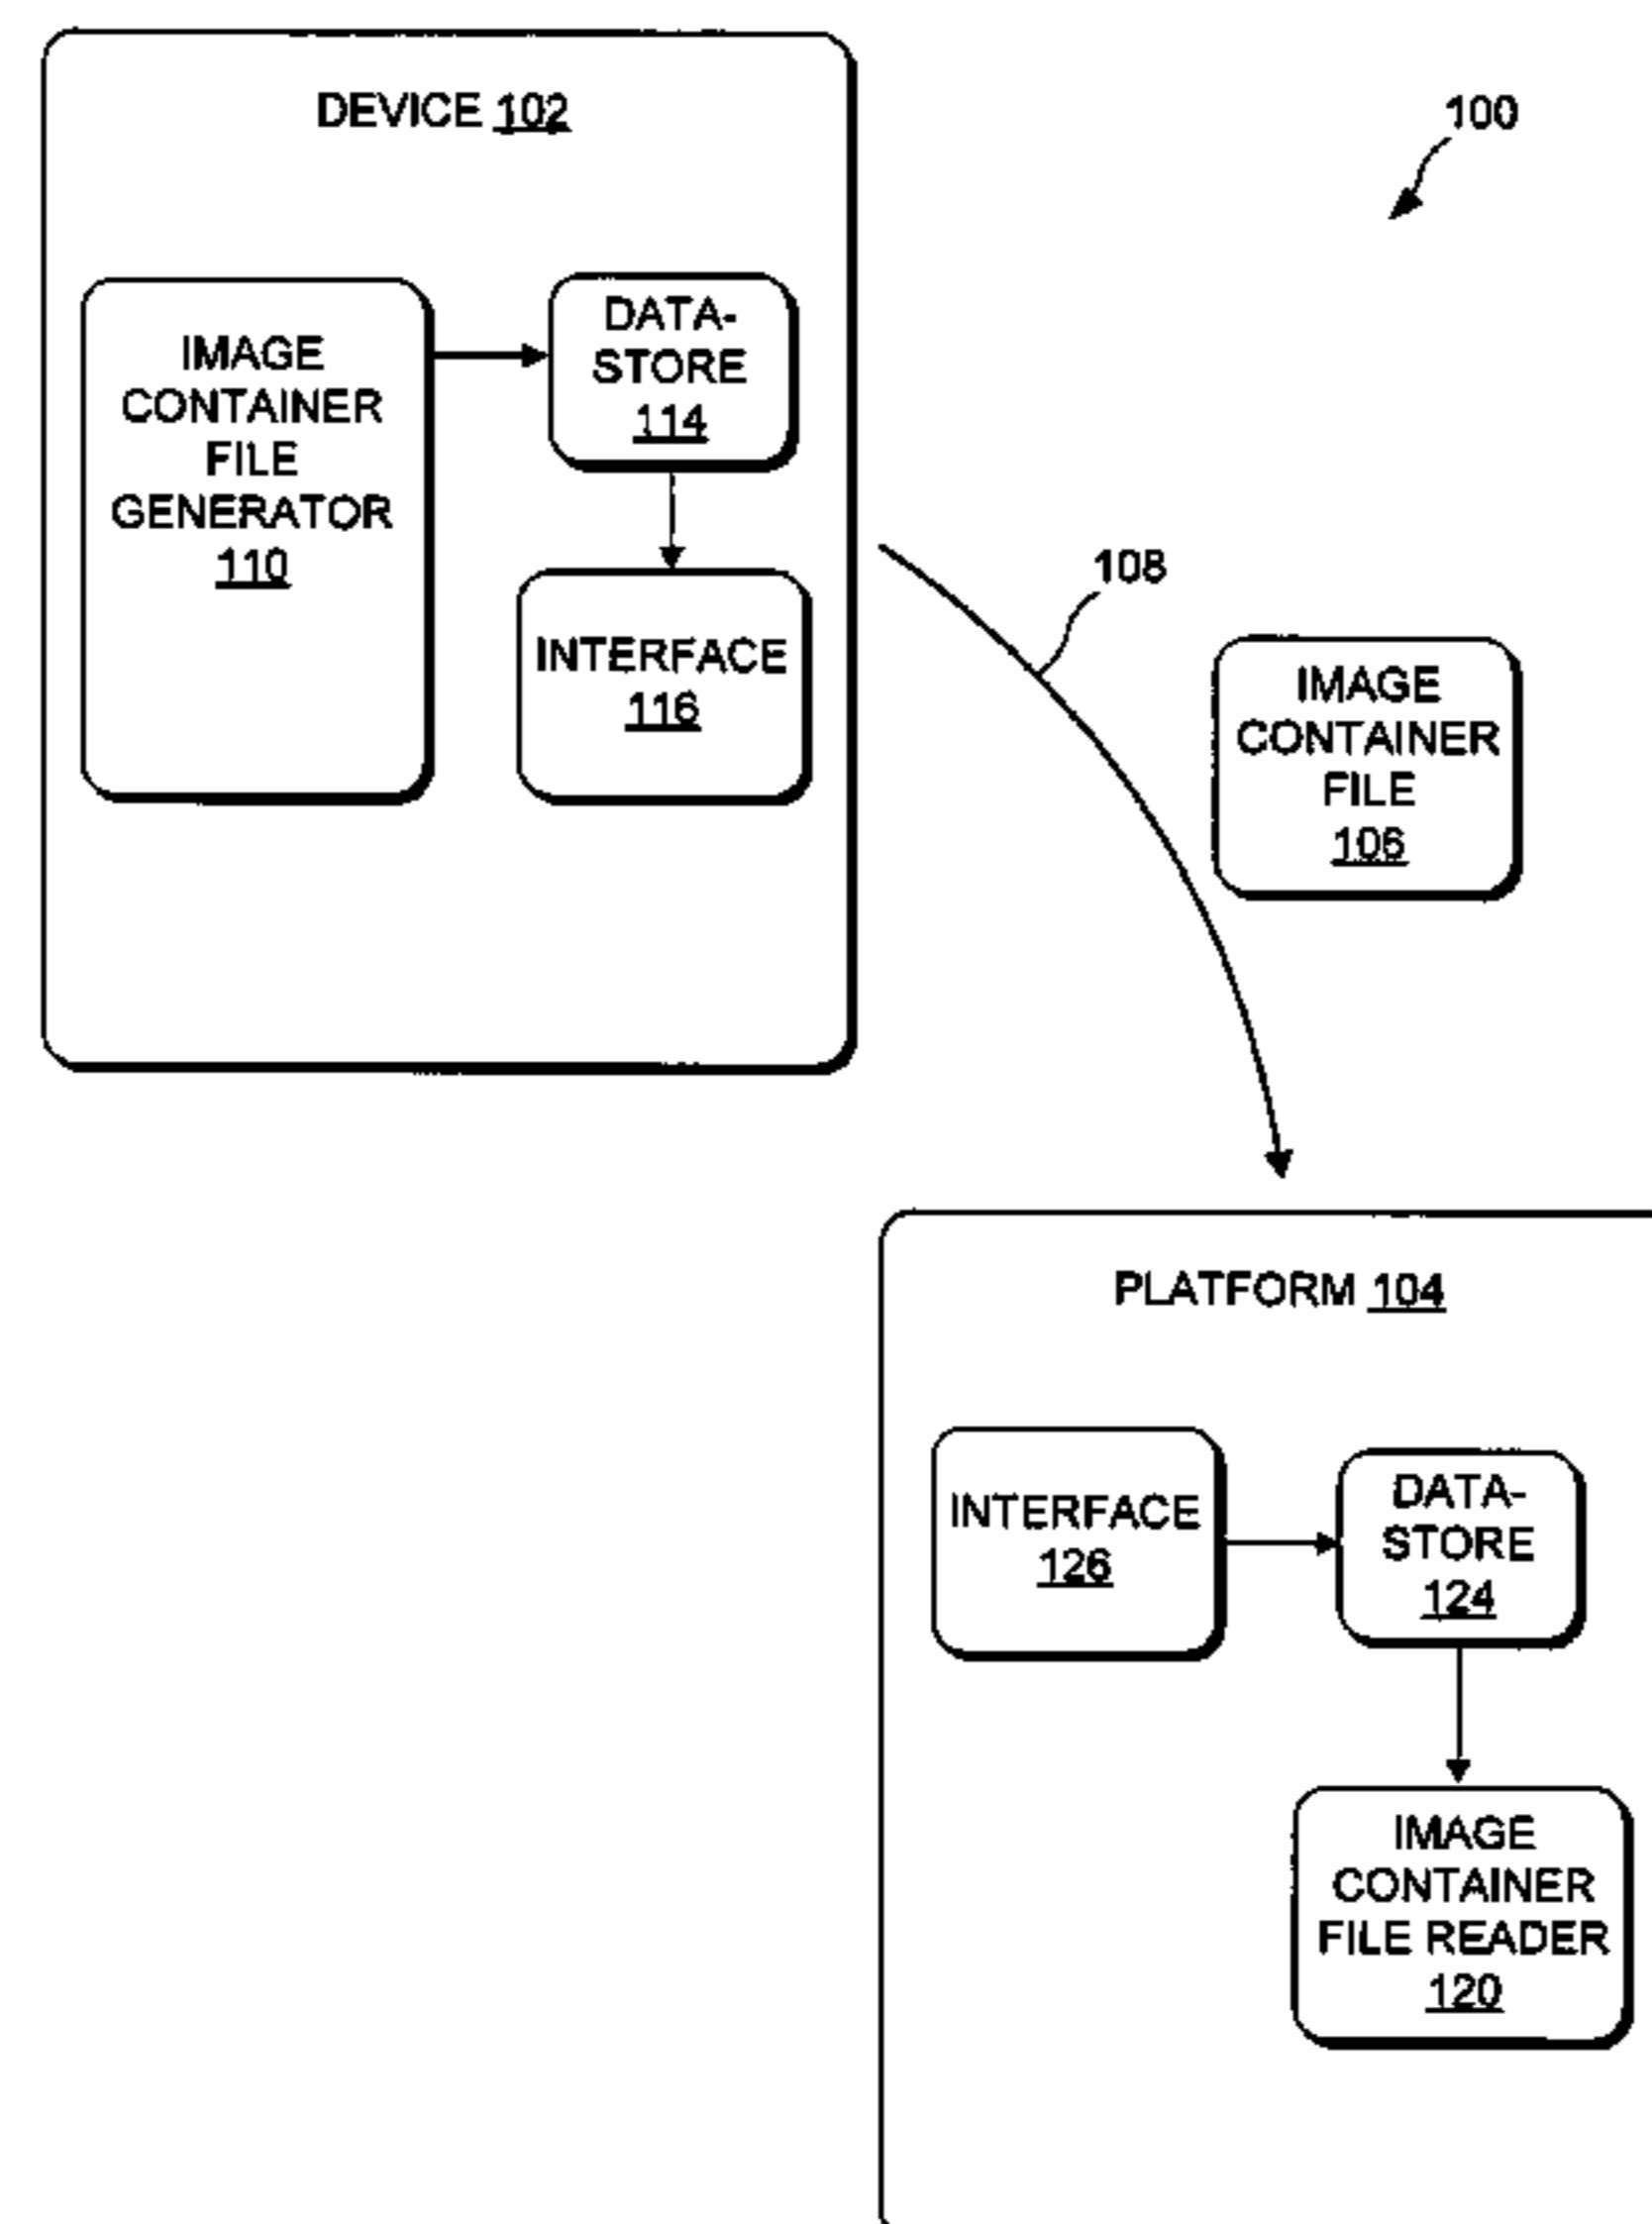 DEVICE 102
100
IMAGE
CONTAINER
FILE
GENERATOR
110
DATA-
STORE
114
INTERFACE
116
108
IMAGE
CONTAINER
FILE
106
PLATFORM 104
INTERFACE
126
DATA-
STORE
124
IMAGE
CONTAINER
FILE READER
120